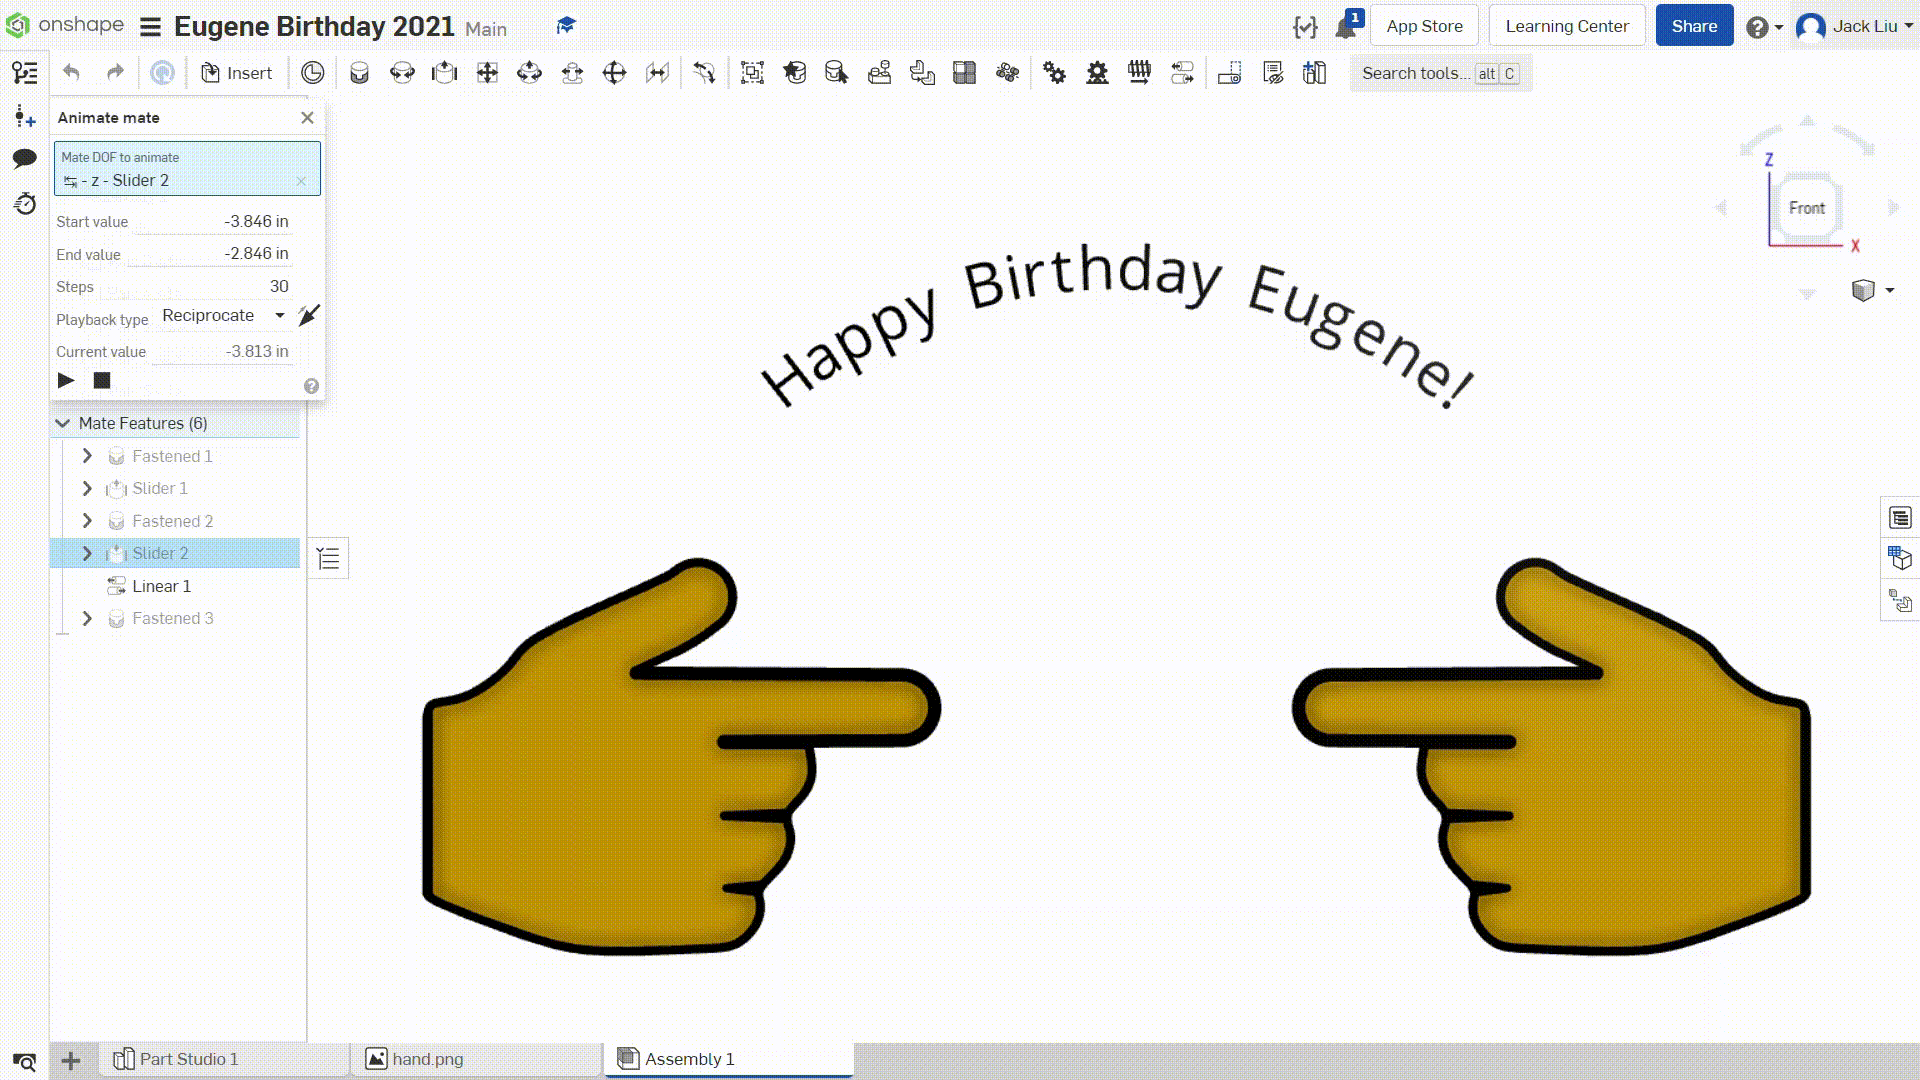 onshape
Eugene Birthday 2021 Main
1
App Store
Learning Center
Share
Jack Liu
Insert
Search tools... alt C
Animate mate
Mate DOF to animate
- z - Slider 2
Start value -3.846 in
End value -2.846 in
Steps 30
Playback type Reciprocate
Current value -3.813 in
Mate Features (6)
Fastened 1
Slider 1
Fastened 2
Slider 2
Linear 1
Fastened 3
Happy Birthday Eugene!
Z
Front
X
Part Studio 1
hand.png
Assembly 1